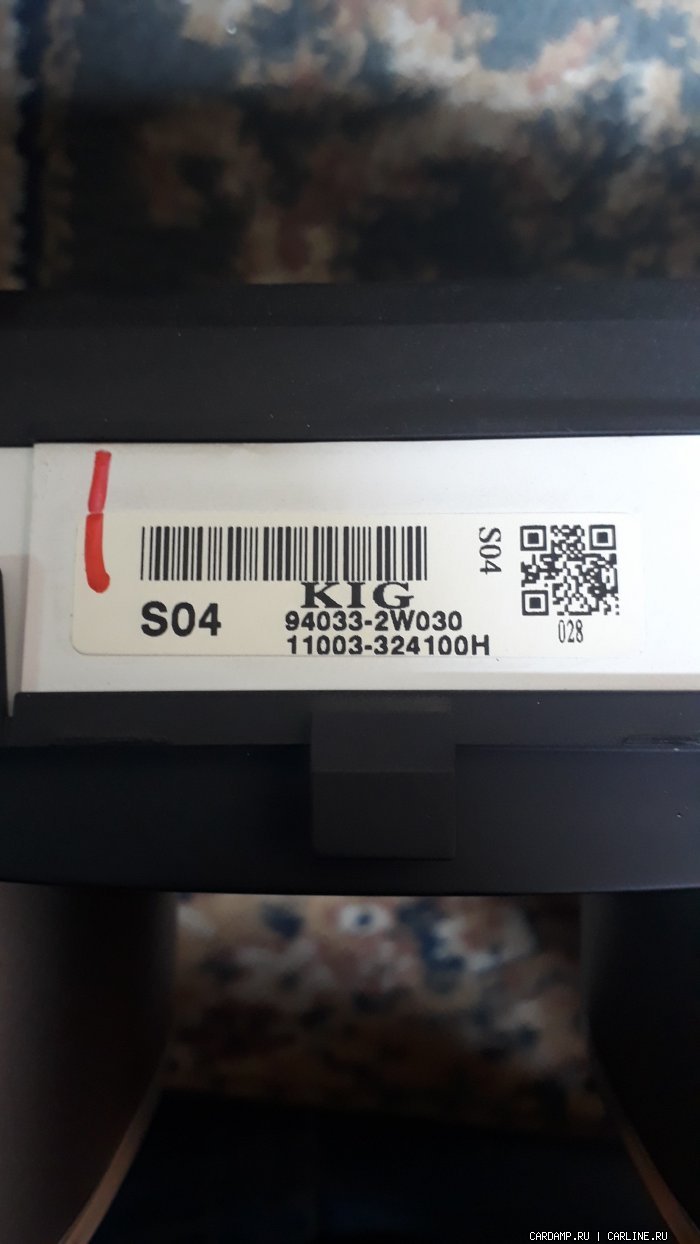 S04
KIG
S04
94033-2W030
11003-324100H
028
CARDAMP.RU | CARLINE.RU